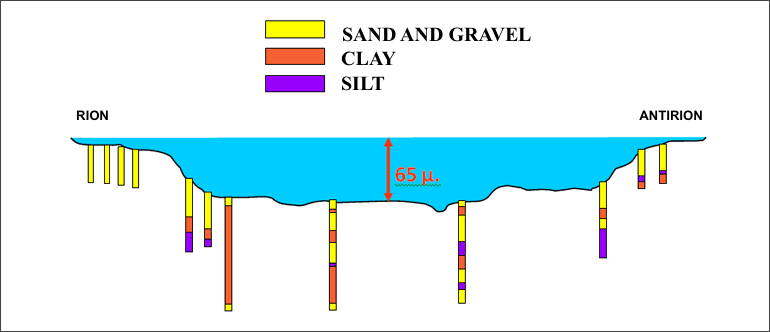 SAND AND GRAVEL
CLAY
SILT
RION
ANTIRION
65 μ.